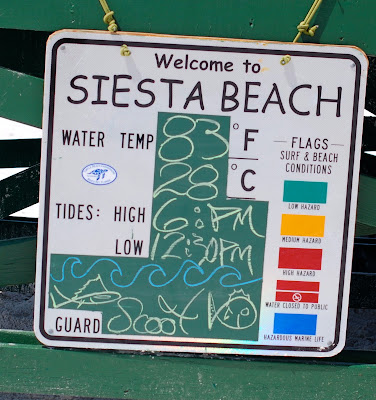 Welcome to
SIESTA BEACH
WATER TEMP 83 °F
28 °C
TIDES: HIGH 6:PM
LOW 12:30PM
GUARD Scoot
FLAGS
SURF & BEACH
CONDITIONS
LOW HAZARD
MEDIUM HAZARD
HIGH HAZARD
WATER CLOSED TO PUBLIC
HAZARDOUS MARINE LIFE